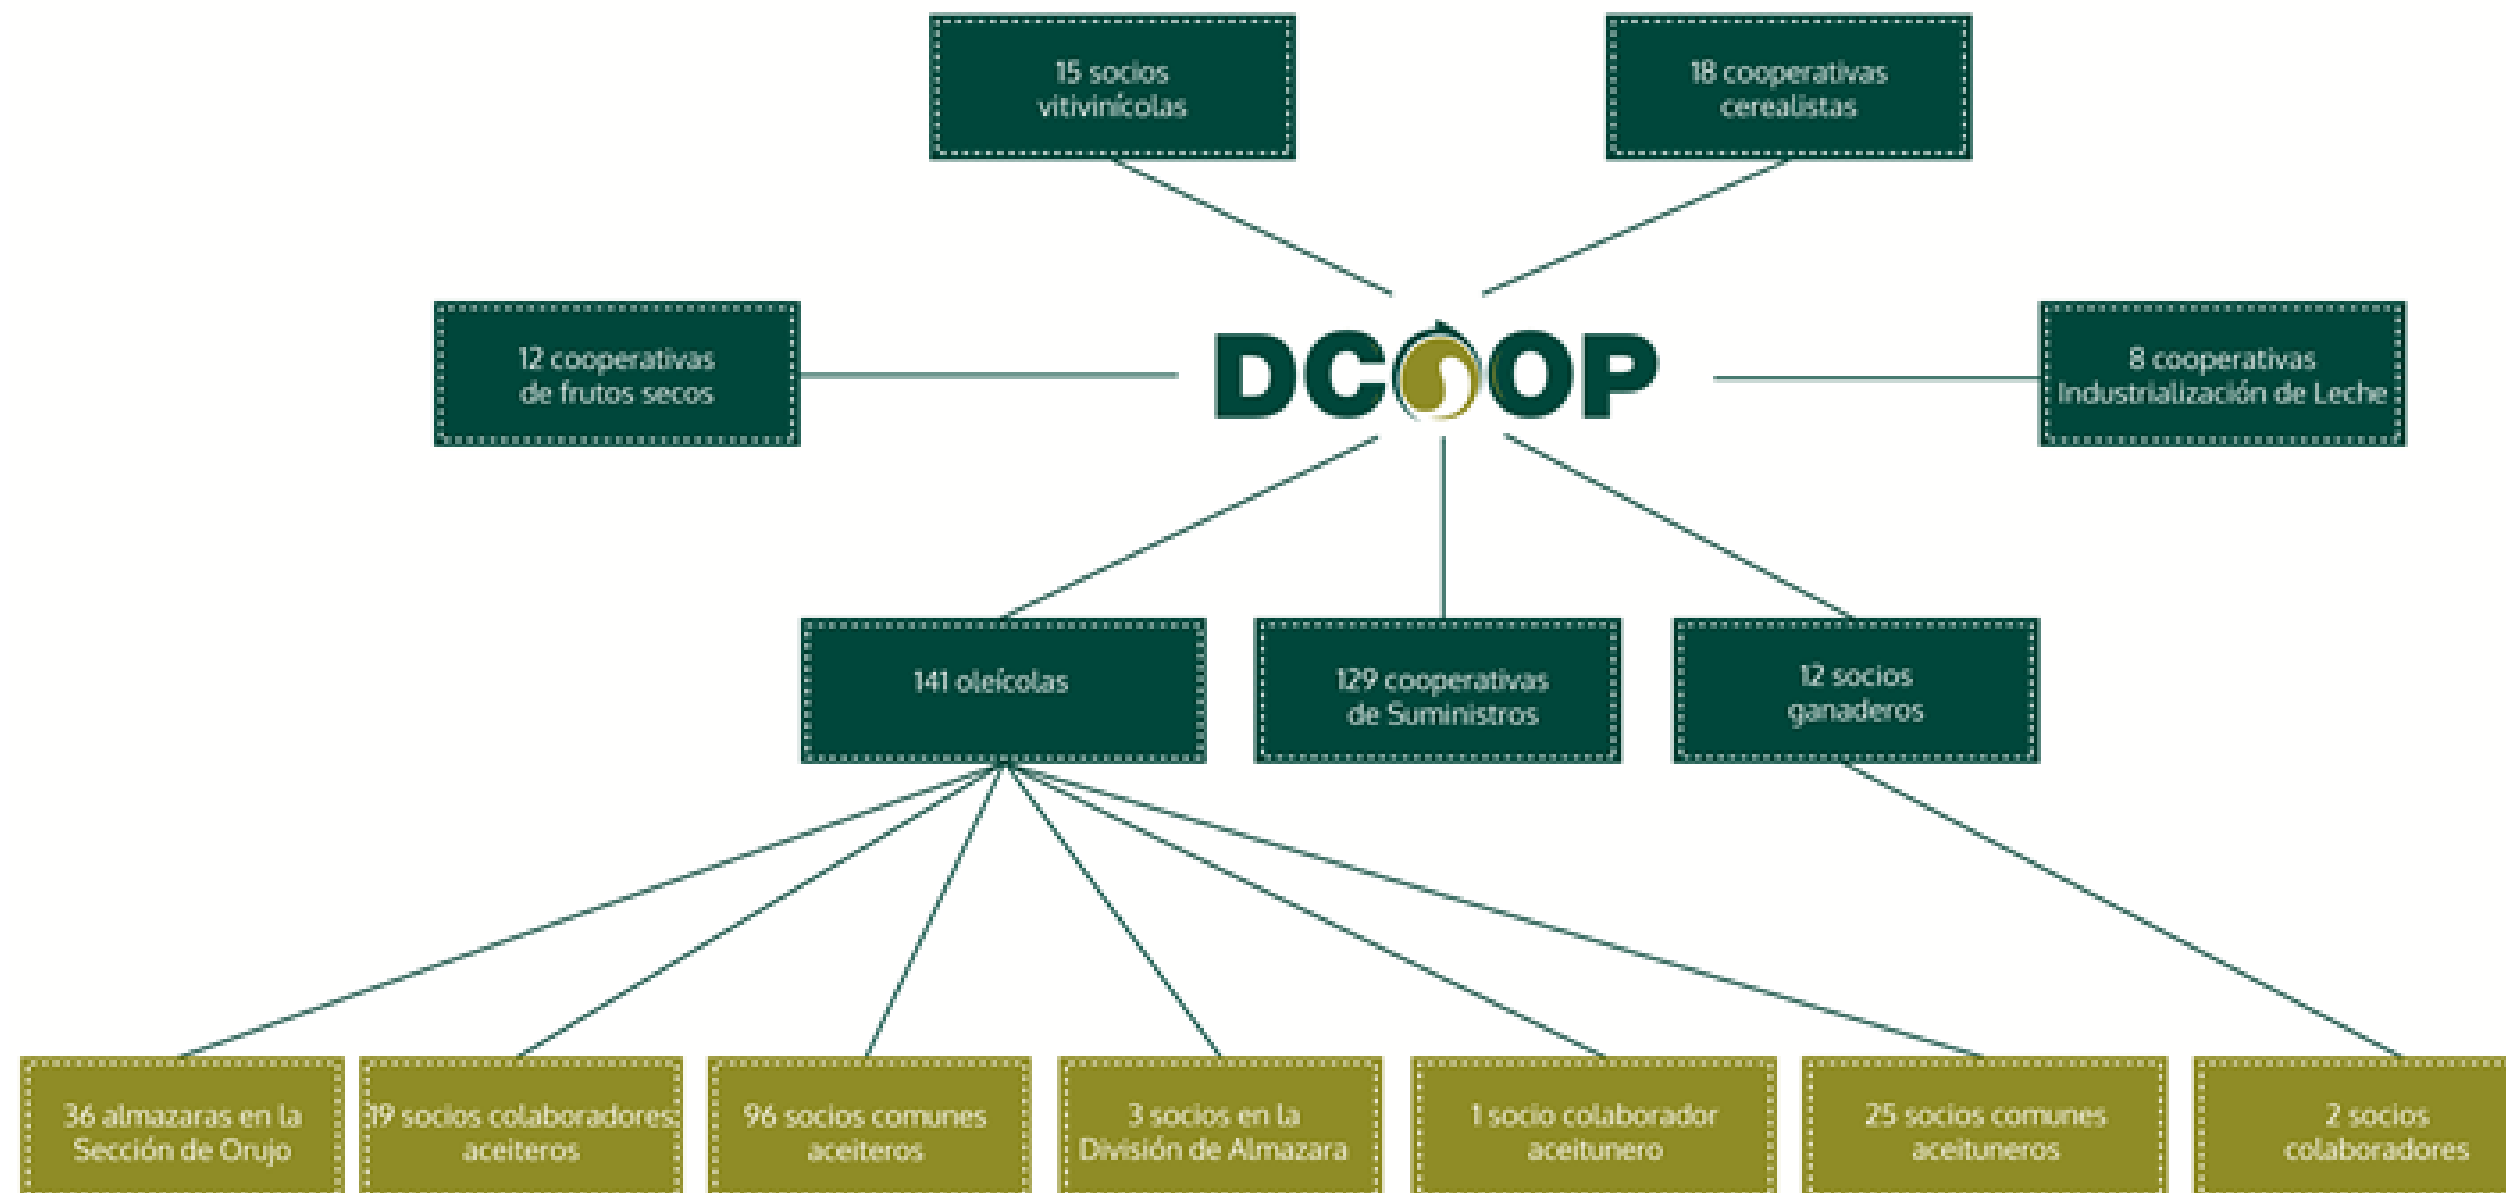 15 socios
vitivinícolas
18 cooperativas
cerealistas
12 cooperativas
de frutos secos
DCOOP
8 cooperativas
Industrialización de Leche
141 oleícolas
129 cooperativas
de Suministros
12 socios
ganaderos
36 almazaras en la
Sección de Orujo
19 socios colaboradores
aceiteros
96 socios comunes
aceiteros
3 socios en la
División de Almazara
1 socio colaborador
aceitunero
25 socios comunes
aceituneros
2 socios
colaboradores